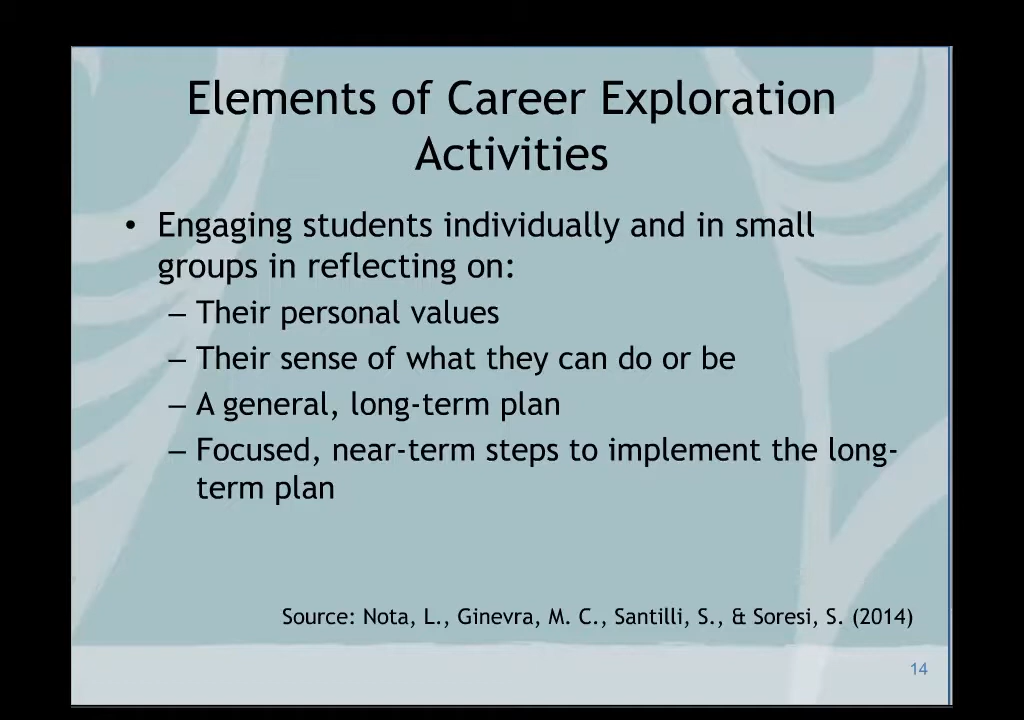 Elements of Career Exploration
Activities
• Engaging students individually and in small
groups in reflecting on:
– Their personal values
– Their sense of what they can do or be
– A general, long-term plan
– Focused, near-term steps to implement the long-
term plan
Source: Nota, L., Ginevra, M. C., Santilli, S., & Soresi, S. (2014)
14